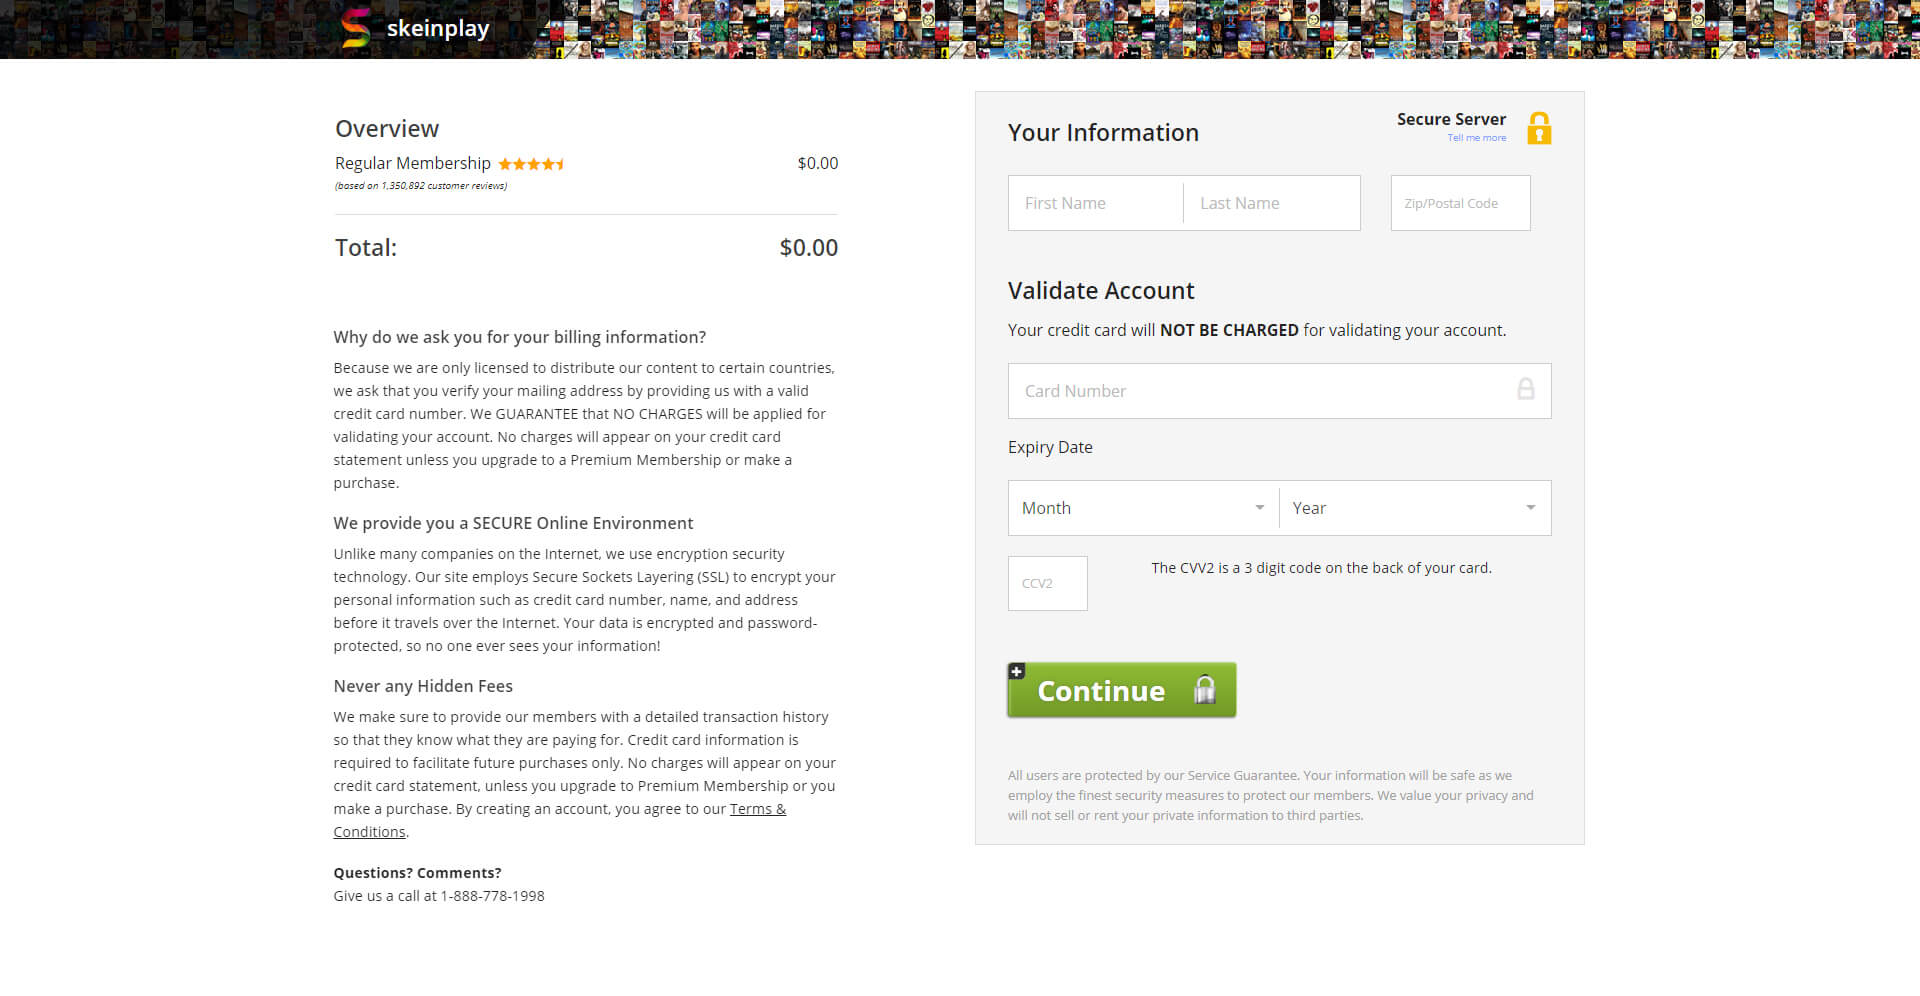 skeinplay
Overview
Regular Membership $0.00
(based on 1,350,892 customer reviews)
Total: $0.00
Why do we ask you for your billing information?
Because we are only licensed to distribute our content to certain countries,
we ask that you verify your mailing address by providing us with a valid
credit card number. We GUARANTEE that NO CHARGES will be applied for
validating your account. No charges will appear on your credit card
statement unless you upgrade to a Premium Membership or make a
purchase.
We provide you a SECURE Online Environment
Unlike many companies on the Internet, we use encryption security
technology. Our site employs Secure Sockets Layering (SSL) to encrypt your
personal information such as credit card number, name, and address
before it travels over the Internet. Your data is encrypted and password-
protected, so no one ever sees your information!
Never any Hidden Fees
We make sure to provide our members with a detailed transaction history
so that they know what they are paying for. Credit card information is
required to facilitate future purchases only. No charges will appear on your
credit card statement, unless you upgrade to Premium Membership or you
make a purchase. By creating an account, you agree to our Terms &
Conditions.
Questions? Comments?
Give us a call at 1-888-778-1998
Your Information
Secure Server
Tell me more
First Name Last Name Zip/Postal Code
Validate Account
Your credit card will NOT BE CHARGED for validating your account.
Card Number
Expiry Date
Month Year
CCV2
The CVV2 is a 3 digit code on the back of your card.
Continue
All users are protected by our Service Guarantee. Your information will be safe as we
employ the finest security measures to protect our members. We value your privacy and
will not sell or rent your private information to third parties.